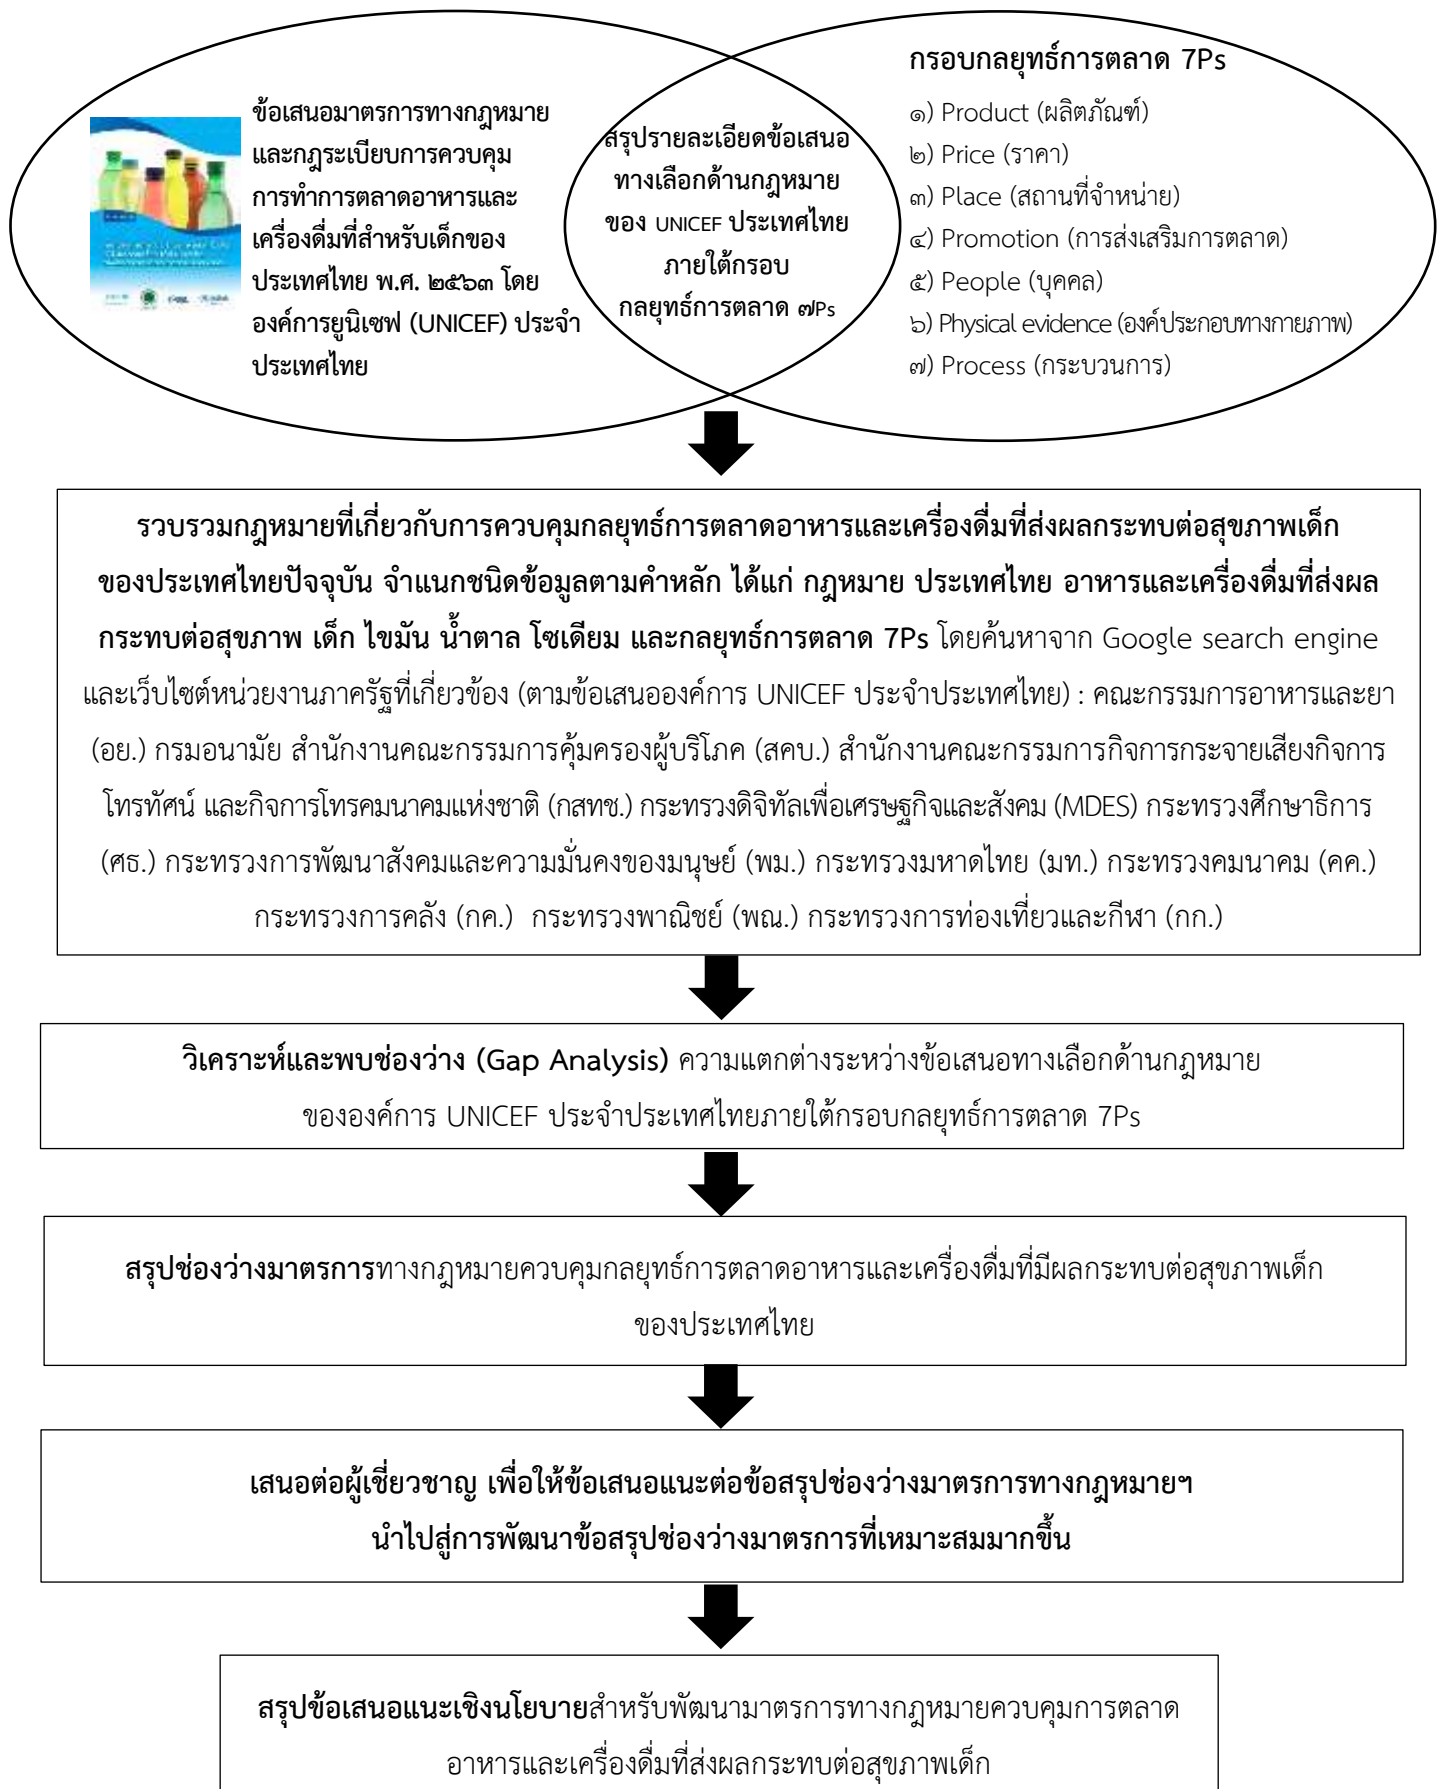 ข้อเสนอมาตรการทางกฎหมาย
และกฎระเบียบการควบคุม
การทำการตลาดอาหารและ
เครื่องดื่มที่สำหรับเด็กของ
ประเทศไทย พ.ศ. ๒๕๖๓ โดย
องค์การยูนิเซฟ (UNICEF) ประจำ
ประเทศไทย
สรุปรายละเอียดข้อเสนอ
ทางเลือกด้านกฎหมาย
ของ UNICEF ประเทศไทย
ภายใต้กรอบ
กลยุทธ์การตลาด ๗Ps
กรอบกลยุทธ์การตลาด 7Ps
๑) Product (ผลิตภัณฑ์)
๒) Price (ราคา)
๓) Place (สถานที่จำหน่าย)
๔) Promotion (การส่งเสริมการตลาด)
๕) People (บุคคล)
๖) Physical evidence (องค์ประกอบทางกายภาพ)
๗) Process (กระบวนการ)
รวบรวมกฎหมายที่เกี่ยวกับการควบคุมกลยุทธ์การตลาดอาหารและเครื่องดื่มที่ส่งผลกระทบต่อสุขภาพเด็ก
ของประเทศไทยปัจจุบัน จำแนกชนิดข้อมูลตามคำหลัก ได้แก่ กฎหมาย ประเทศไทย อาหารและเครื่องดื่มที่ส่งผล
กระทบต่อสุขภาพ เด็ก ไขมัน น้ำตาล โซเดียม และกลยุทธ์การตลาด 7Ps โดยค้นหาจาก Google search engine
และเว็บไซต์หน่วยงานภาครัฐที่เกี่ยวข้อง (ตามข้อเสนอองค์การ UNICEF ประจำประเทศไทย) : คณะกรรมการอาหารและยา
(อย.) กรมอนามัย สำนักงานคณะกรรมการคุ้มครองผู้บริโภค (สคบ.) สำนักงานคณะกรรมการกิจการกระจายเสียงกิจการ
โทรทัศน์ และกิจการโทรคมนาคมแห่งชาติ (กสทช.) กระทรวงดิจิทัลเพื่อเศรษฐกิจและสังคม (MDES) กระทรวงศึกษาธิการ
(ศธ.) กระทรวงการพัฒนาสังคมและความมั่นคงของมนุษย์ (พม.) กระทรวงมหาดไทย (มท.) กระทรวงคมนาคม (คค.)
กระทรวงการคลัง (กค.) กระทรวงพาณิชย์ (พณ.) กระทรวงการท่องเที่ยวและกีฬา (กก.)
วิเคราะห์และพบช่องว่าง (Gap Analysis) ความแตกต่างระหว่างข้อเสนอทางเลือกด้านกฎหมาย
ขององค์การ UNICEF ประจำประเทศไทยภายใต้กรอบกลยุทธ์การตลาด 7Ps
สรุปช่องว่างมาตรการทางกฎหมายควบคุมกลยุทธ์การตลาดอาหารและเครื่องดื่มที่มีผลกระทบต่อสุขภาพเด็ก
ของประเทศไทย
เสนอต่อผู้เชี่ยวชาญ เพื่อให้ข้อเสนอแนะต่อข้อสรุปช่องว่างมาตรการทางกฎหมายฯ
นำไปสู่การพัฒนาข้อสรุปช่องว่างมาตรการที่เหมาะสมมากขึ้น
สรุปข้อเสนอแนะเชิงนโยบายสำหรับพัฒนามาตรการทางกฎหมายควบคุมการตลาด
อาหารและเครื่องดื่มที่ส่งผลกระทบต่อสุขภาพเด็ก